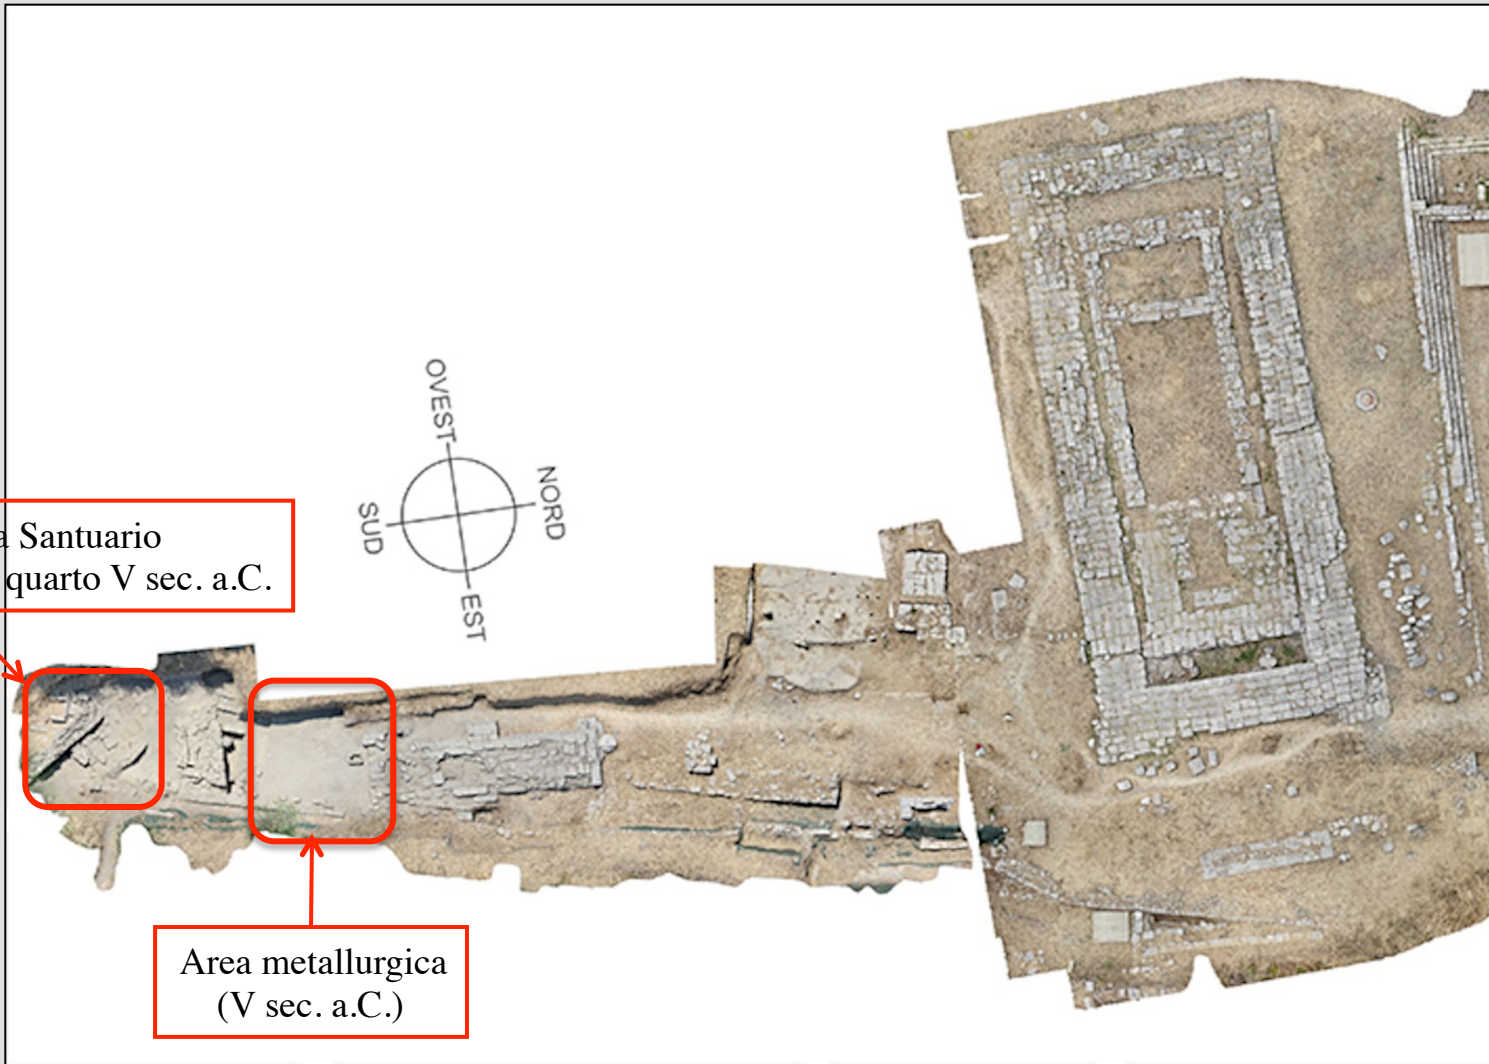 OVEST
NORD
SUD
EST
a Santuario
quarto V sec. a.C.
Area metallurgica
(V sec. a.C.)